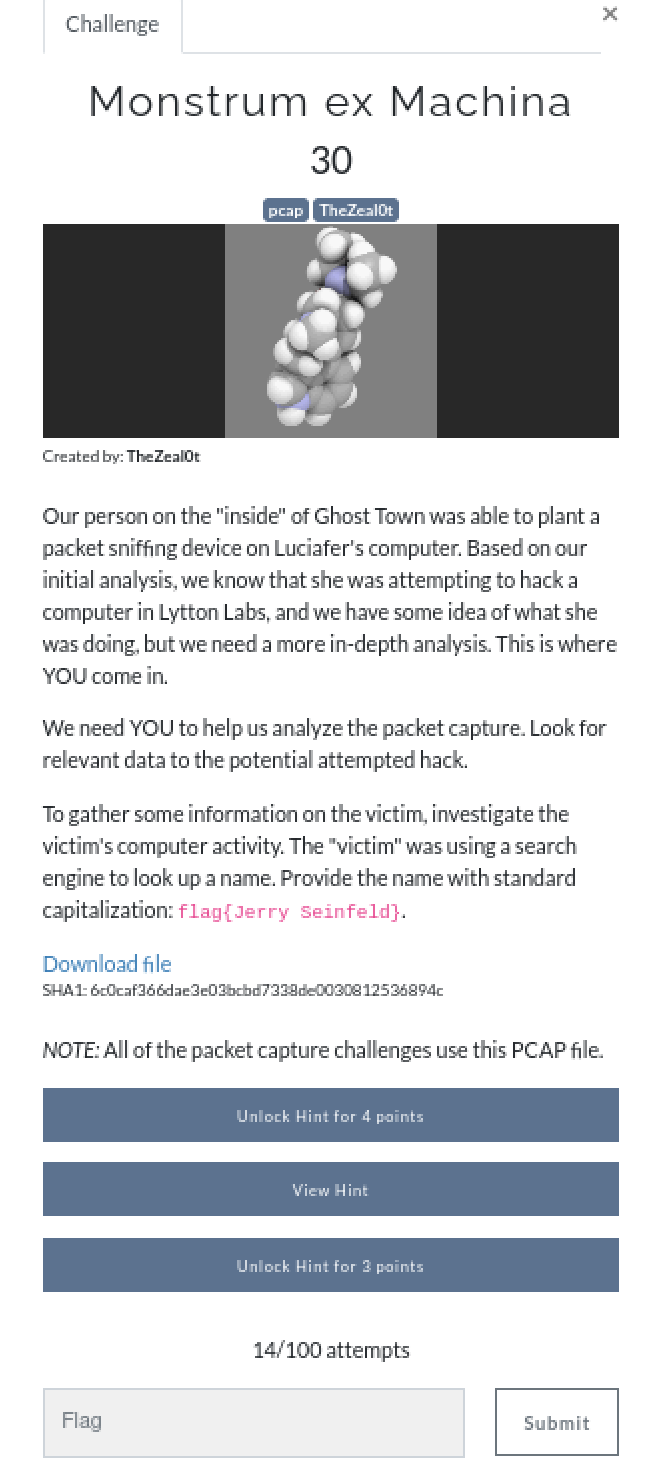 Challenge
×
Monstrum ex Machina
30
pcap TheZeal0t
Created by: TheZeal0t
Our person on the "inside" of Ghost Town was able to plant a
packet sniffing device on Luciafer's computer. Based on our
initial analysis, we know that she was attempting to hack a
computer in Lytton Labs, and we have some idea of what she
was doing, but we need a more in-depth analysis. This is where
YOU come in.
We need YOU to help us analyze the packet capture. Look for
relevant data to the potential attempted hack.
To gather some information on the victim, investigate the
victim's computer activity. The "victim" was using a search
engine to look up a name. Provide the name with standard
capitalization: flag{Jerry Seinfeld}.
Download file
SHA1: 6c0caf366dae3e03bcbd7338de0030812536894c
NOTE: All of the packet capture challenges use this PCAP file.
Unlock Hint for 4 points
View Hint
Unlock Hint for 3 points
14/100 attempts
Flag
Submit